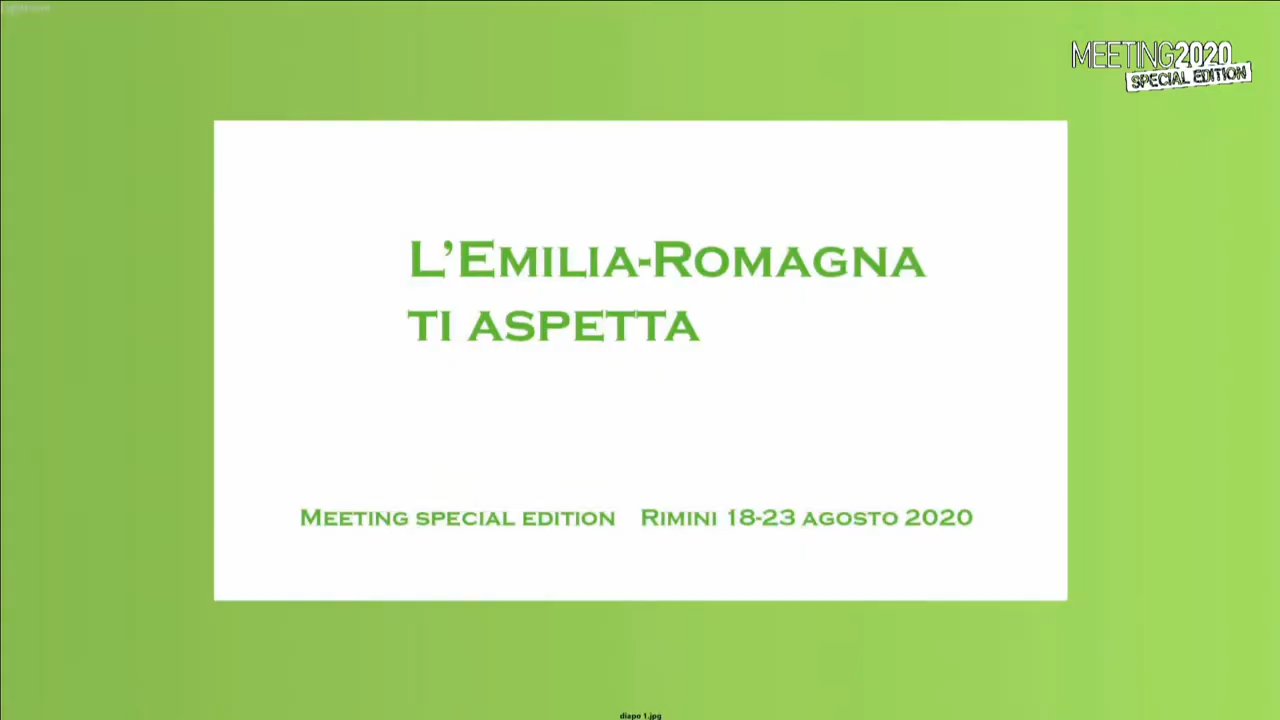 MEETING2020
SPECIAL EDITION
L'EMILIA-ROMAGNA
TI ASPETTA
MEETING SPECIAL EDITION RIMINI 18-23 AGOSTO 2020
diapo 1.jpg